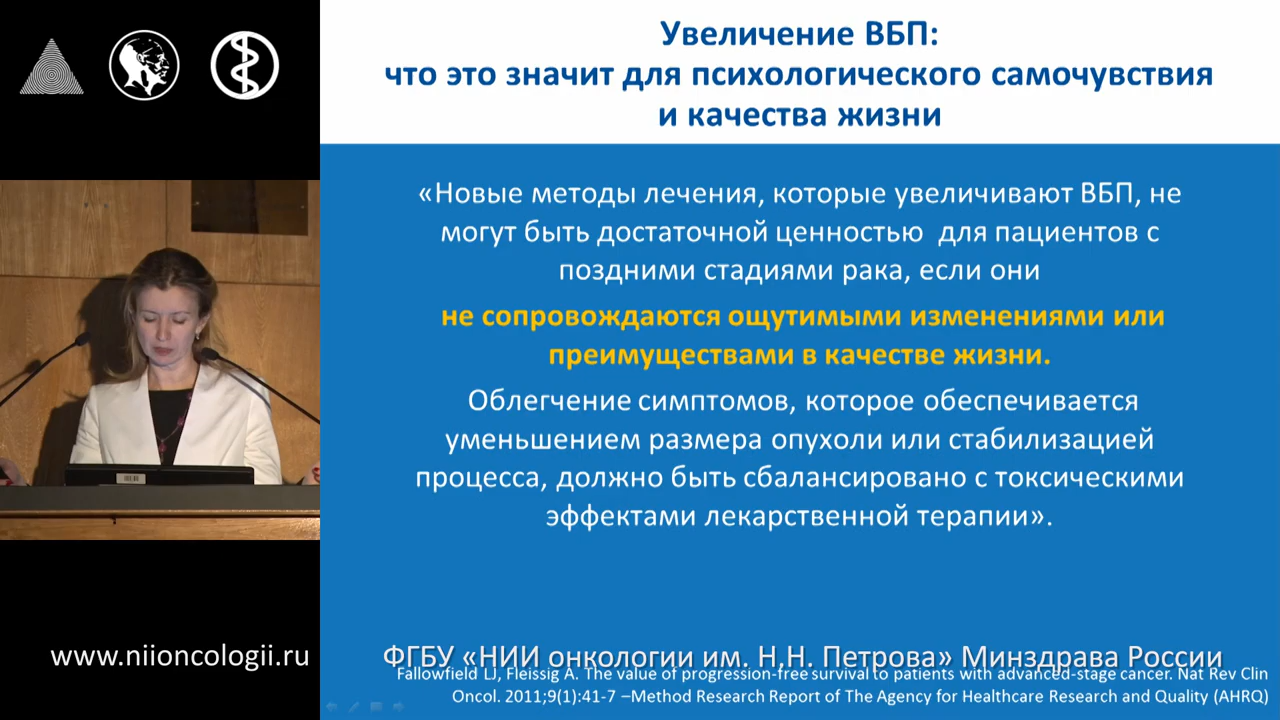 Увеличение ВБП:
что это значит для психологического самочувствия
и качества жизни
«Новые методы лечения, которые увеличивают ВБП, не
могут быть достаточной ценностью для пациентов с
поздними стадиями рака, если они
не сопровождаются ощутимыми изменениями или
преимуществами в качестве жизни.
Облегчение симптомов, которое обеспечивается
уменьшением размера опухоли или стабилизацией
процесса, должно быть сбалансировано с токсическими
эффектами лекарственной терапии».
www.niioncologii.ru
ФГБУ «НИИ онкологии им. Н.Н. Петрова» Минздрава России
Fallowfield LJ, Fleissig A. The value of progression-free survival to patients with advanced-stage cancer. Nat Rev Clin
Oncol. 2011;9(1):41-7 –Method Research Report of The Agency for Healthcare Research and Quality (AHRQ)